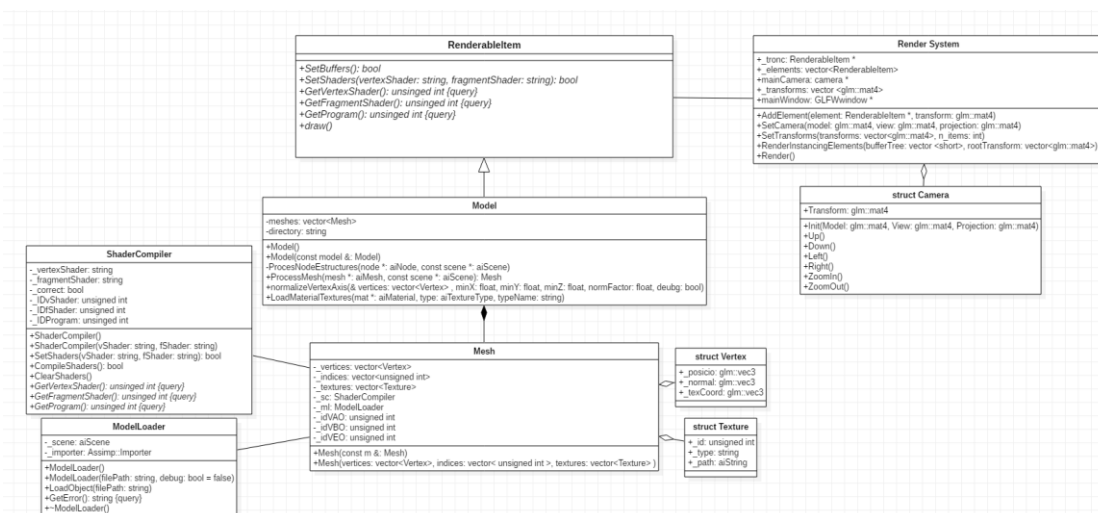 RenderableItem
+SetBuffers(): bool
+SetShaders(vertexShader: string, fragmentShader: string): bool
+GetVertexShader(): unsinged int {query}
+GetFragmentShader(): unsinged int {query}
+GetProgram(): unsinged int {query}
+draw()
Render System
+_tronc: RenderableItem *
+_elements: vector<RenderableItem>
+mainCamera: camera *
+_transforms: vector <glm::mat4>
+mainWindow: GLFWwindow *
+AddElement(element: RenderableItem *, transform: glm::mat4)
+SetCamera(model: glm::mat4, view: glm::mat4, projection: glm::mat4)
+SetTransforms(transforms: vector<glm::mat4>, n_items: int)
+RenderInstancingElements(bufferTree: vector <short>, rootTransform: vector<glm::mat4>)
+Render()
struct Camera
+Transform: glm::mat4
+Init(Model: glm::mat4, View: glm::mat4, Projection: glm::mat4)
+Up()
+Down()
+Left()
+Right()
+ZoomIn()
+ZoomOut()
Model
-meshes: vector<Mesh>
-directory: string
+Model()
+Model(const model &: Model)
-ProcesNodeEstructures(node *: aiNode, const scene *: aiScene)
+ProcessMesh(mesh *: aiMesh, const scene *: aiScene): Mesh
+normalizeVertexAxis(& vertices: vector<Vertex> , minX: float, minY: float, minZ: float, normFactor: float, deubg: bool)
+LoadMaterialTextures(mat *: aiMaterial, type: aiTextureType, typeName: string)
ShaderCompiler
-_vertexShader: string
-_fragmentShader: string
-_correct: bool
-_IDvShader: unsigned int
-_IDfShader: unsigned int
-_IDProgram: unsinged int
+ShaderCompiler()
+ShaderCompiler(vShader: string, fShader: string)
+SetShaders(vShader: string, fShader: string): bool
+CompileShaders(): bool
+ClearShaders()
+GetVertexShader(): unsinged int {query}
+GetFragmentShader(): unsinged int {query}
+GetProgram(): unsinged int {query}
Mesh
-_vertices: vector<Vertex>
-_indices: vector<unsigned int>
-_textures: vector<Texture>
-_sc: ShaderCompiler
-_ml: ModelLoader
-_idVAO: unsigned int
-_idVBO: unsigned int
-_idVEO: unsigned int
+Mesh(const m &: Mesh)
+Mesh(vertices: vector<Vertex>, indices: vector< unsigned int >, textures: vector<Texture> )
struct Vertex
+_posicio: glm::vec3
+_normal: glm::vec3
+_texCoord: glm::vec3
struct Texture
+_id: unsigned int
+_type: string
+_path: aiString
ModelLoader
-_scene: aiScene
-_importer: Assimp::Importer
+ModelLoader()
+ModelLoader(filePath: string, debug: bool = false)
+LoadObject(filePath: string)
+GetError(): string {query}
+~ModelLoader()